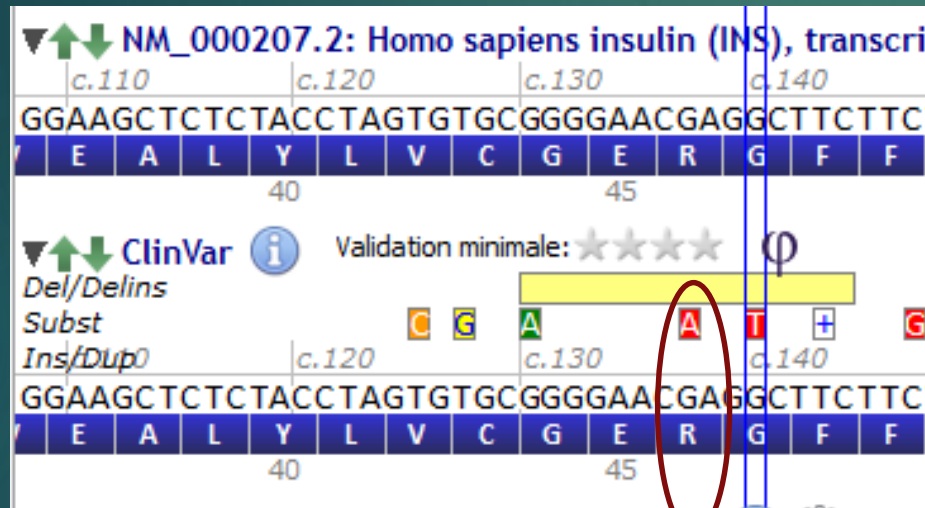 NM_000207.2: Homo sapiens insulin (INS), transcri
c.110 c.120 c.130 c.140
GGAAGCTCTCTACCTAGTGTGCGGGGAACGAGGCTTCTTC
E A L Y L V C G E R G F F
40 45
ClinVar i Validation minimale: φ
Del/Delins
Subst C G A A T + G
Ins/Dup c.120 c.130 c.140
GGAAGCTCTCTACCTAGTGTGCGGGGAACGAGGCTTCTTC
E A L Y L V C G E R G F F
40 45